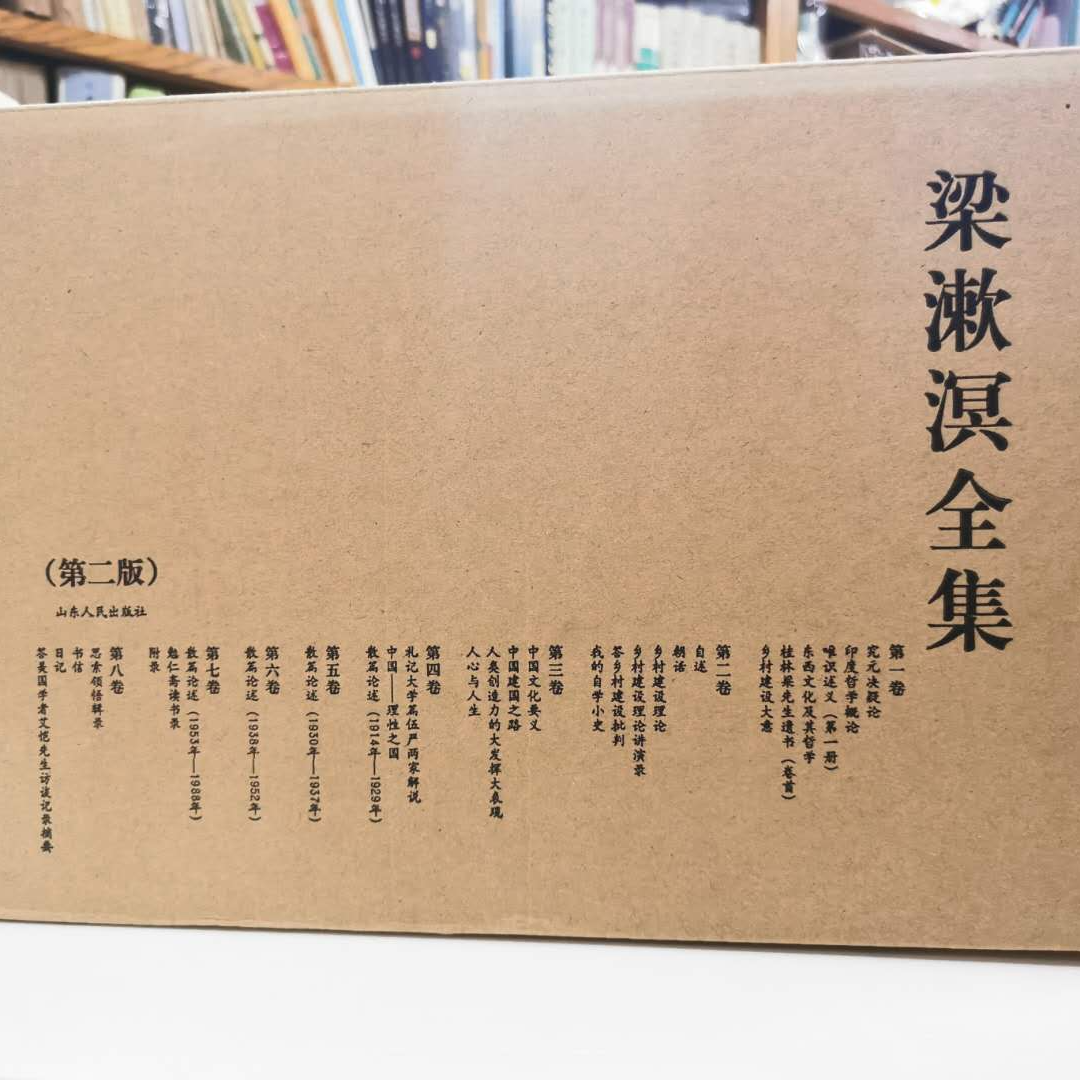 梁漱溟全集
第一卷
究元决疑论
印度哲学概论
唯识述义（第一册）
东西文化及其哲学
桂林梁先生遗书（卷首）
乡村建设大意
第二卷
自述
朝话
乡村建设理论
乡村建设理论讲演录
答乡村建设批判
我的自学小史
第三卷
中国文化要义
中国建国之路
人类创造力的大发挥大表现
人心与人生
第四卷
礼记大学篇伍严两家解说
中国——理性之国
散篇论述（1914年——1929年）
第五卷
散篇论述（1930年——1937年）
第六卷
散篇论述（1938年——1952年）
第七卷
散篇论述（1953年——1988年）
勉仁斋读书录
附录
第八卷
思索领悟辑录
书信
日记
答美国学者艾恺先生访谈记录摘要
（第二版）
山东人民出版社